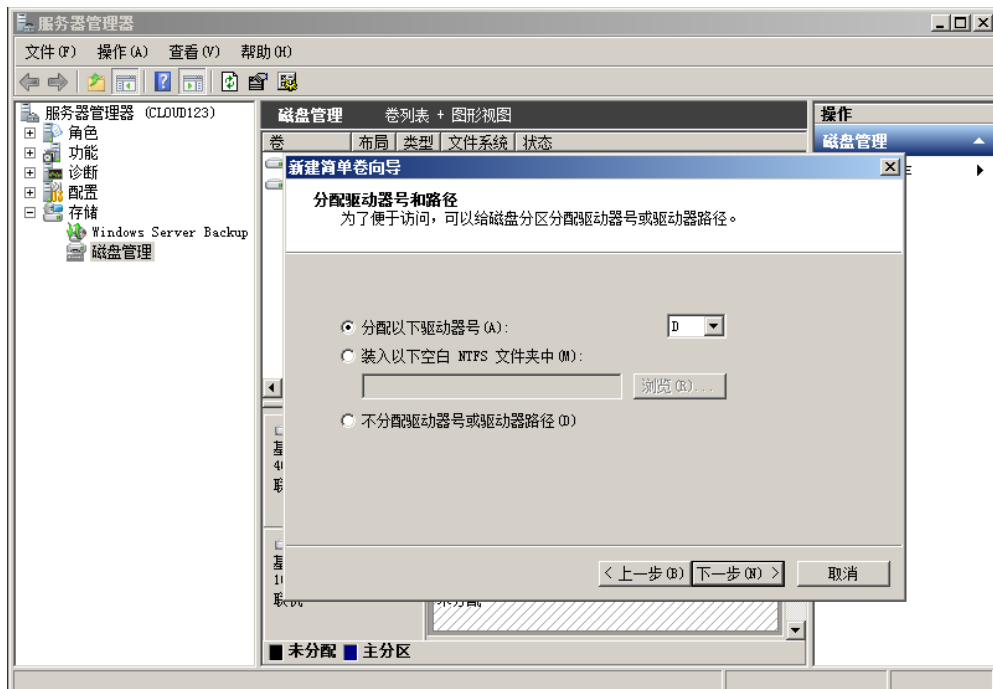 服务器管理器
文件(F) 操作(A) 查看(V) 帮助(H)
服务器管理器 (CLOUD123)
角色
功能
诊断
配置
存储
Windows Server Backup
磁盘管理
磁盘管理 卷列表 + 图形视图
卷 布局 类型 文件系统 状态
操作
磁盘管理
新建简单卷向导
分配驱动器号和路径
为了便于访问，可以给磁盘分区分配驱动器号或驱动器路径。
分配以下驱动器号(A): D
装入以下空白 NTFS 文件夹中(M):
浏览(R)...
不分配驱动器号或驱动器路径(D)
< 上一步(B) 下一步(N) > 取消
未分配 主分区